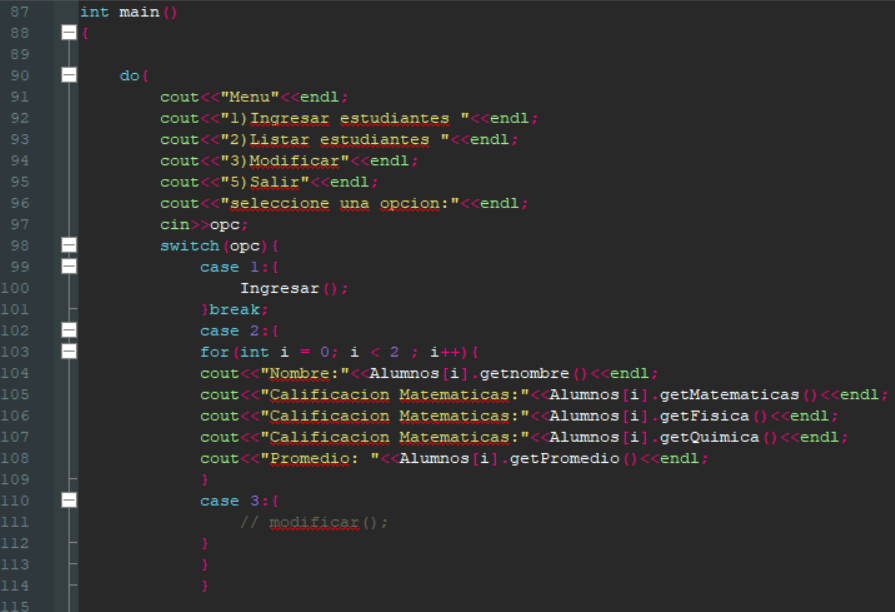 87 int main()
88 {
89
90 do{
91 cout<<"Menu"<<endl;
92 cout<<"1)Ingresar estudiantes "<<endl;
93 cout<<"2)Listar estudiantes "<<endl;
94 cout<<"3)Modificar"<<endl;
95 cout<<"5)Salir"<<endl;
96 cout<<"seleccione una opcion:"<<endl;
97 cin>>opc;
98 switch(opc){
99 case 1:{
100 Ingresar();
101 }break;
102 case 2:{
103 for(int i = 0; i < 2 ; i++){
104 cout<<"Nombre:"<<Alumnos[i].getnombre()<<endl;
105 cout<<"Calificacion Matematicas:"<<Alumnos[i].getMatematicas()<<endl;
106 cout<<"Calificacion Matematicas:"<<Alumnos[i].getFisica()<<endl;
107 cout<<"Calificacion Matematicas:"<<Alumnos[i].getQuimica()<<endl;
108 cout<<"Promedio: "<<Alumnos[i].getPromedio()<<endl;
109 }
110 case 3:{
111 // modificar();
112 }
113 }
114 }
115